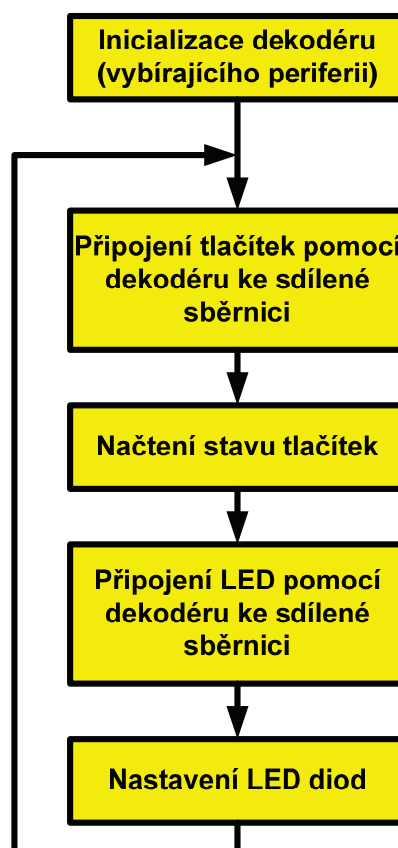 Inicializace dekodéru
(vybírajícího periferii)
Připojení tlačítek pomocí
dekodéru ke sdílené
sběrnici
Načtení stavu tlačítek
Připojení LED pomocí
dekodéru ke sdílené
sběrnici
Nastavení LED diod